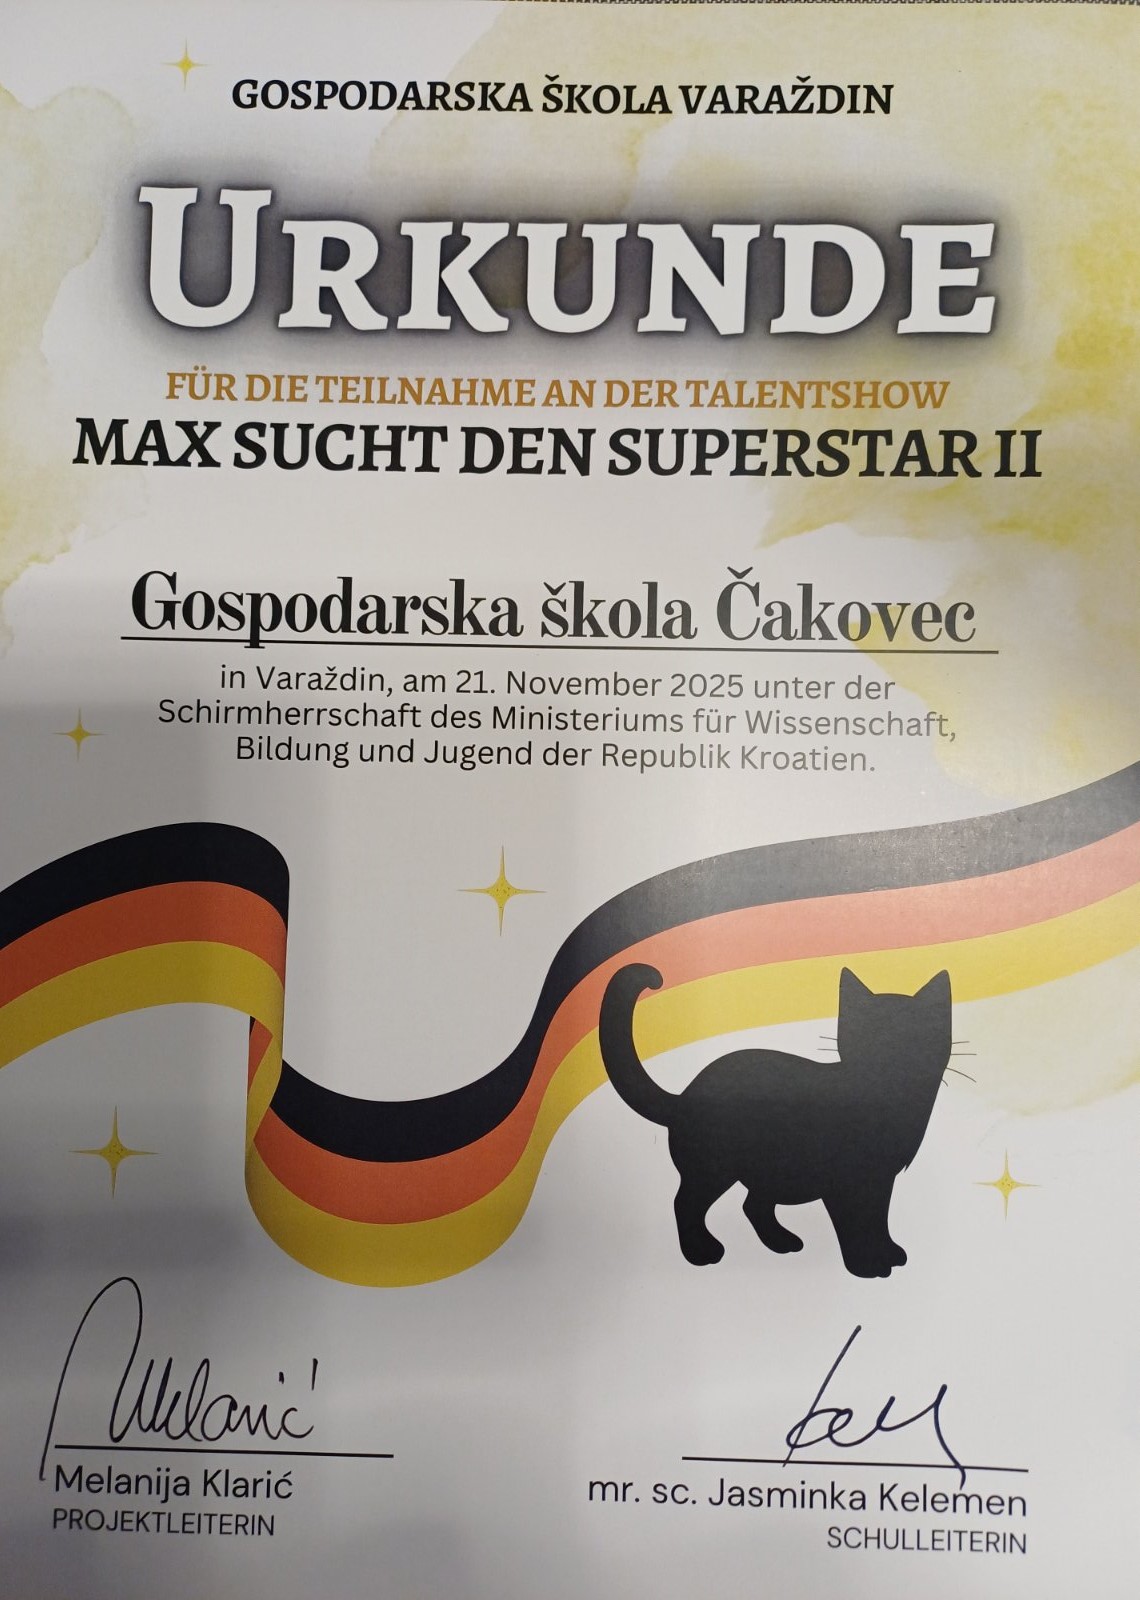 GOSPODARSKA ŠKOLA VARAŽDIN
URKUNDE
FÜR DIE TEILNAHME AN DER TALENTSHOW
MAX SUCHT DEN SUPERSTAR II
Gospodarska škola Čakovec
in Varaždin, am 21. November 2025 unter der
Schirmherrschaft des Ministeriums für Wissenschaft,
Bildung und Jugend der Republik Kroatien.
Melanija Klarić
PROJEKTLEITERIN
mr. sc. Jasminka Kelemen
SCHULLEITERIN